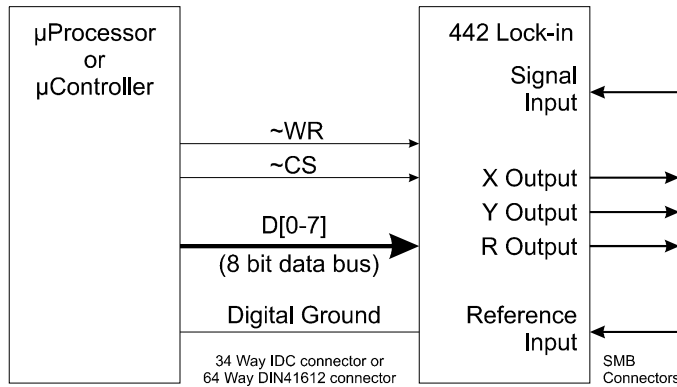 µProcessor
or
µController
442 Lock-in
Signal
Input
~WR
~CS
X Output
Y Output
D[0-7]
R Output
(8 bit data bus)
Digital Ground
Reference
Input
34 Way IDC connector or
64 Way DIN41612 connector
SMB
Connectors